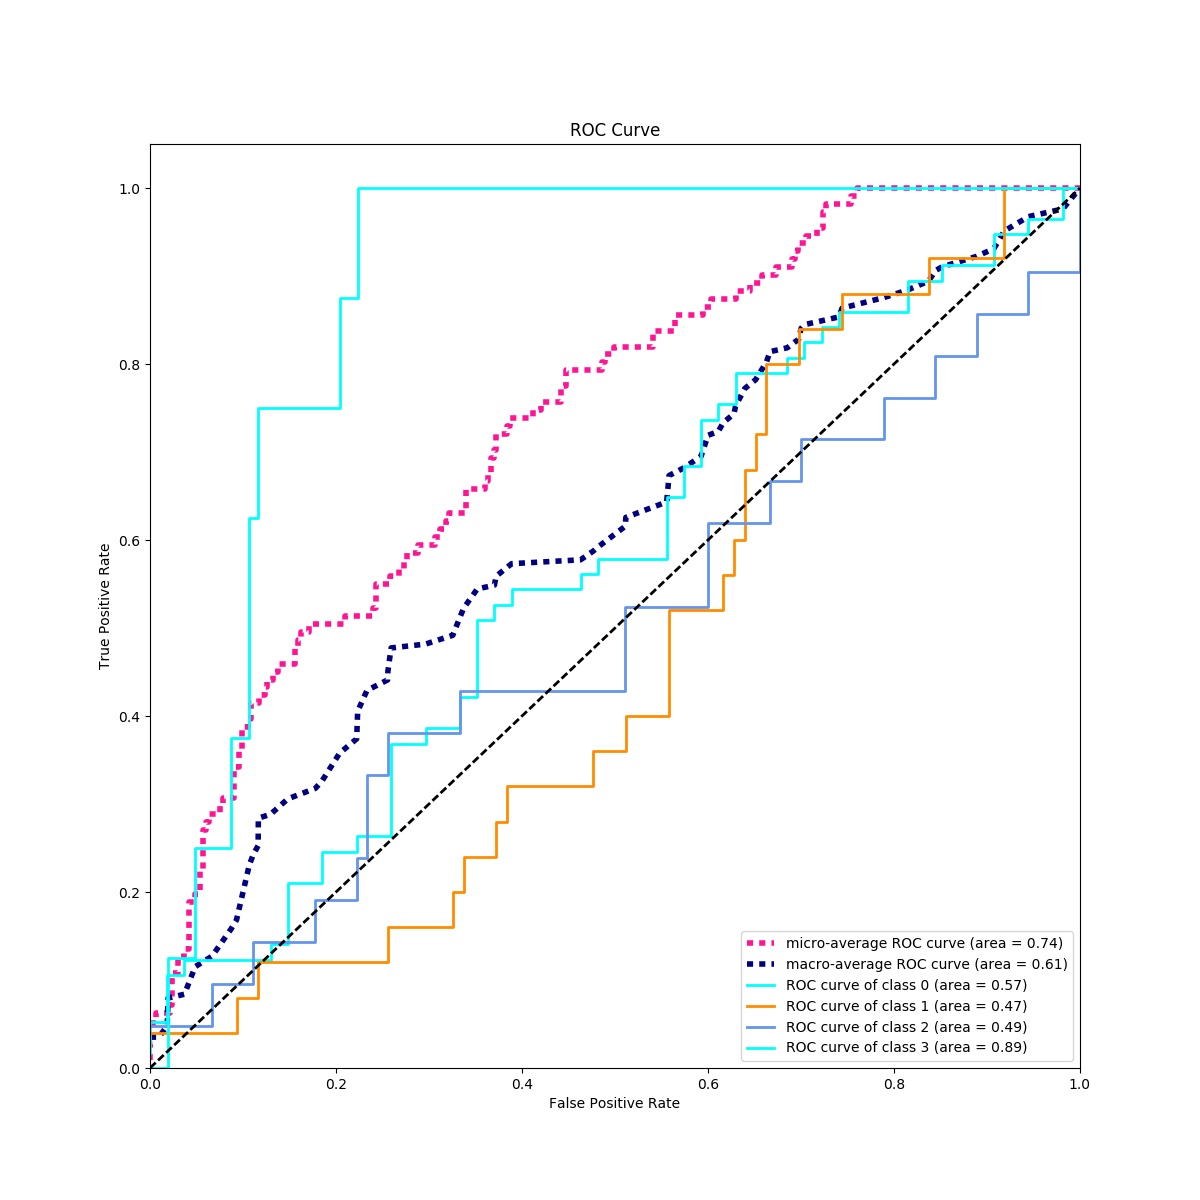 ROC Curve
1.0
0.8
0.6
0.4
0.2
0.0
True Positive Rate
0.0 0.2 0.4 0.6 0.8 1.0
False Positive Rate
micro-average ROC curve (area = 0.74)
macro-average ROC curve (area = 0.61)
ROC curve of class 0 (area = 0.57)
ROC curve of class 1 (area = 0.47)
ROC curve of class 2 (area = 0.49)
ROC curve of class 3 (area = 0.89)